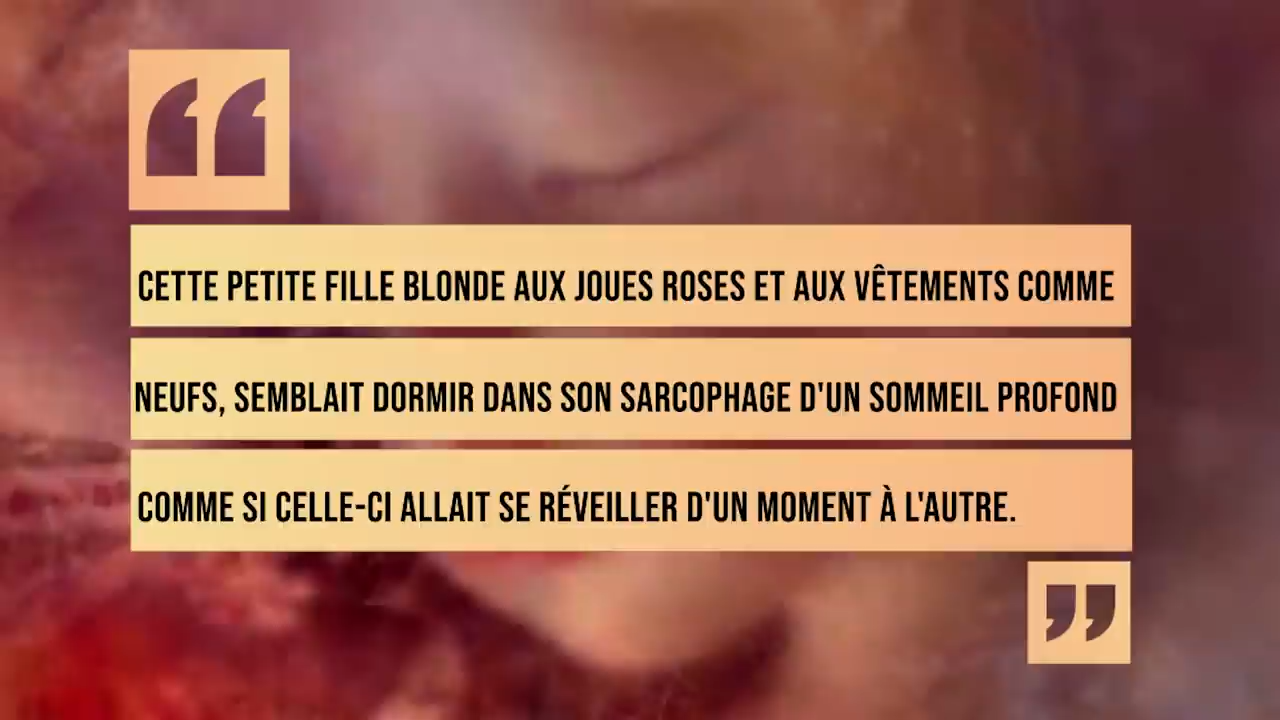 CETTE PETITE FILLE BLONDE AUX JOUES ROSES ET AUX VÊTEMENTS COMME
NEUFS, SEMBLAIT DORMIR DANS SON SARCOPHAGE D'UN SOMMEIL PROFOND
COMME SI CELLE-CI ALLAIT SE RÉVEILLER D'UN MOMENT À L'AUTRE.